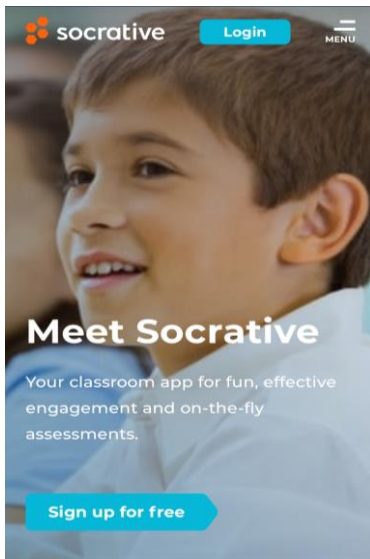 socrative
Login
MENU
Meet Socrative
Your classroom app for fun, effective
engagement and on-the-fly
assessments.
Sign up for free